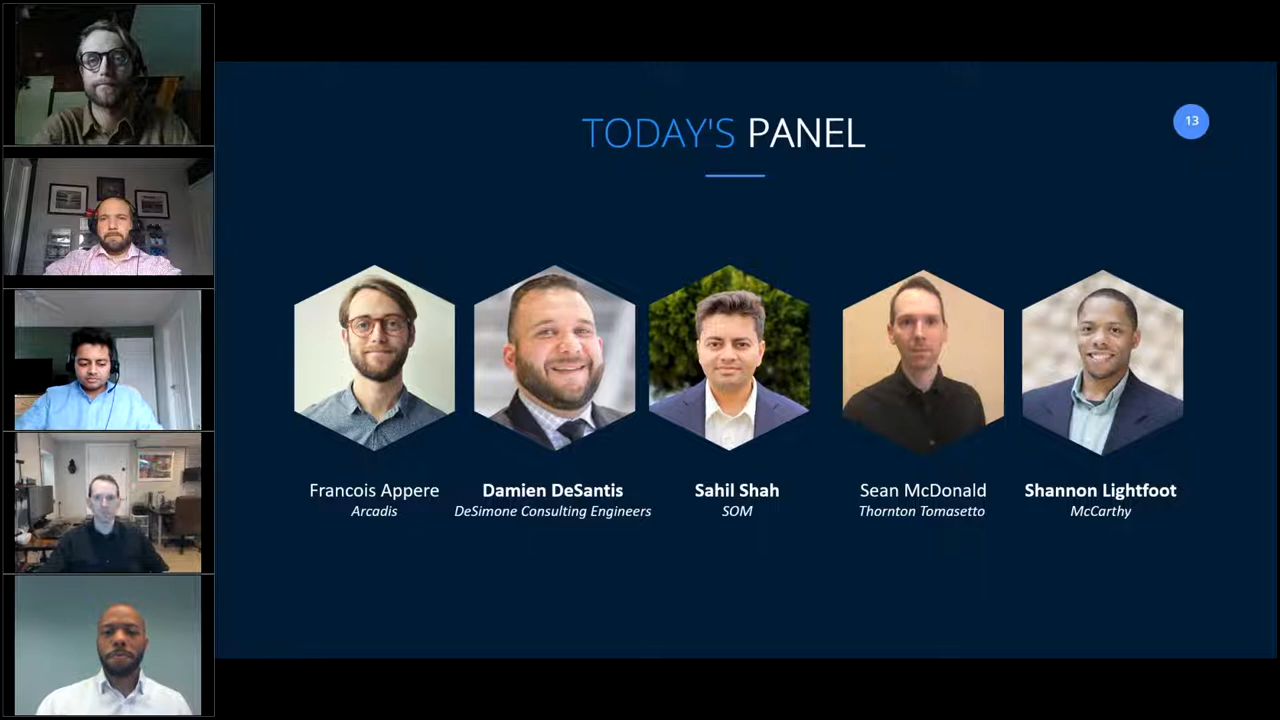 TODAY'S PANEL
13
Francois Appere
Arcadis
Damien DeSantis
DeSimone Consulting Engineers
Sahil Shah
SOM
Sean McDonald
Thornton Tomasetto
Shannon Lightfoot
McCarthy